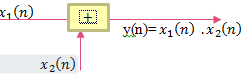 x₁(n)
+
y(n)=x₁(n) .x₂(n)
x₂(n)